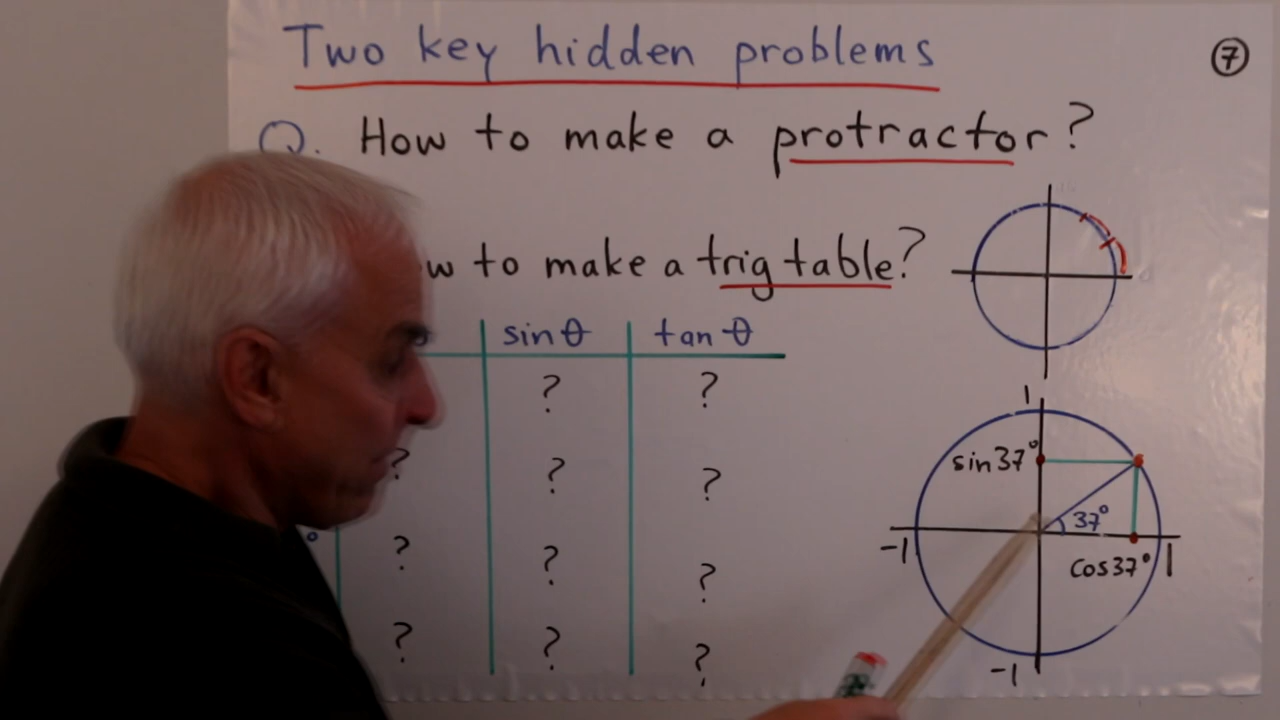 Two key hidden problems
7
Q. How to make a protractor?
w to make a trig table?
sin θ tan θ
? ?
? ? ?
? ? ?
? ? ?
1
sin 37°
37°
-1
cos 37° 1
-1